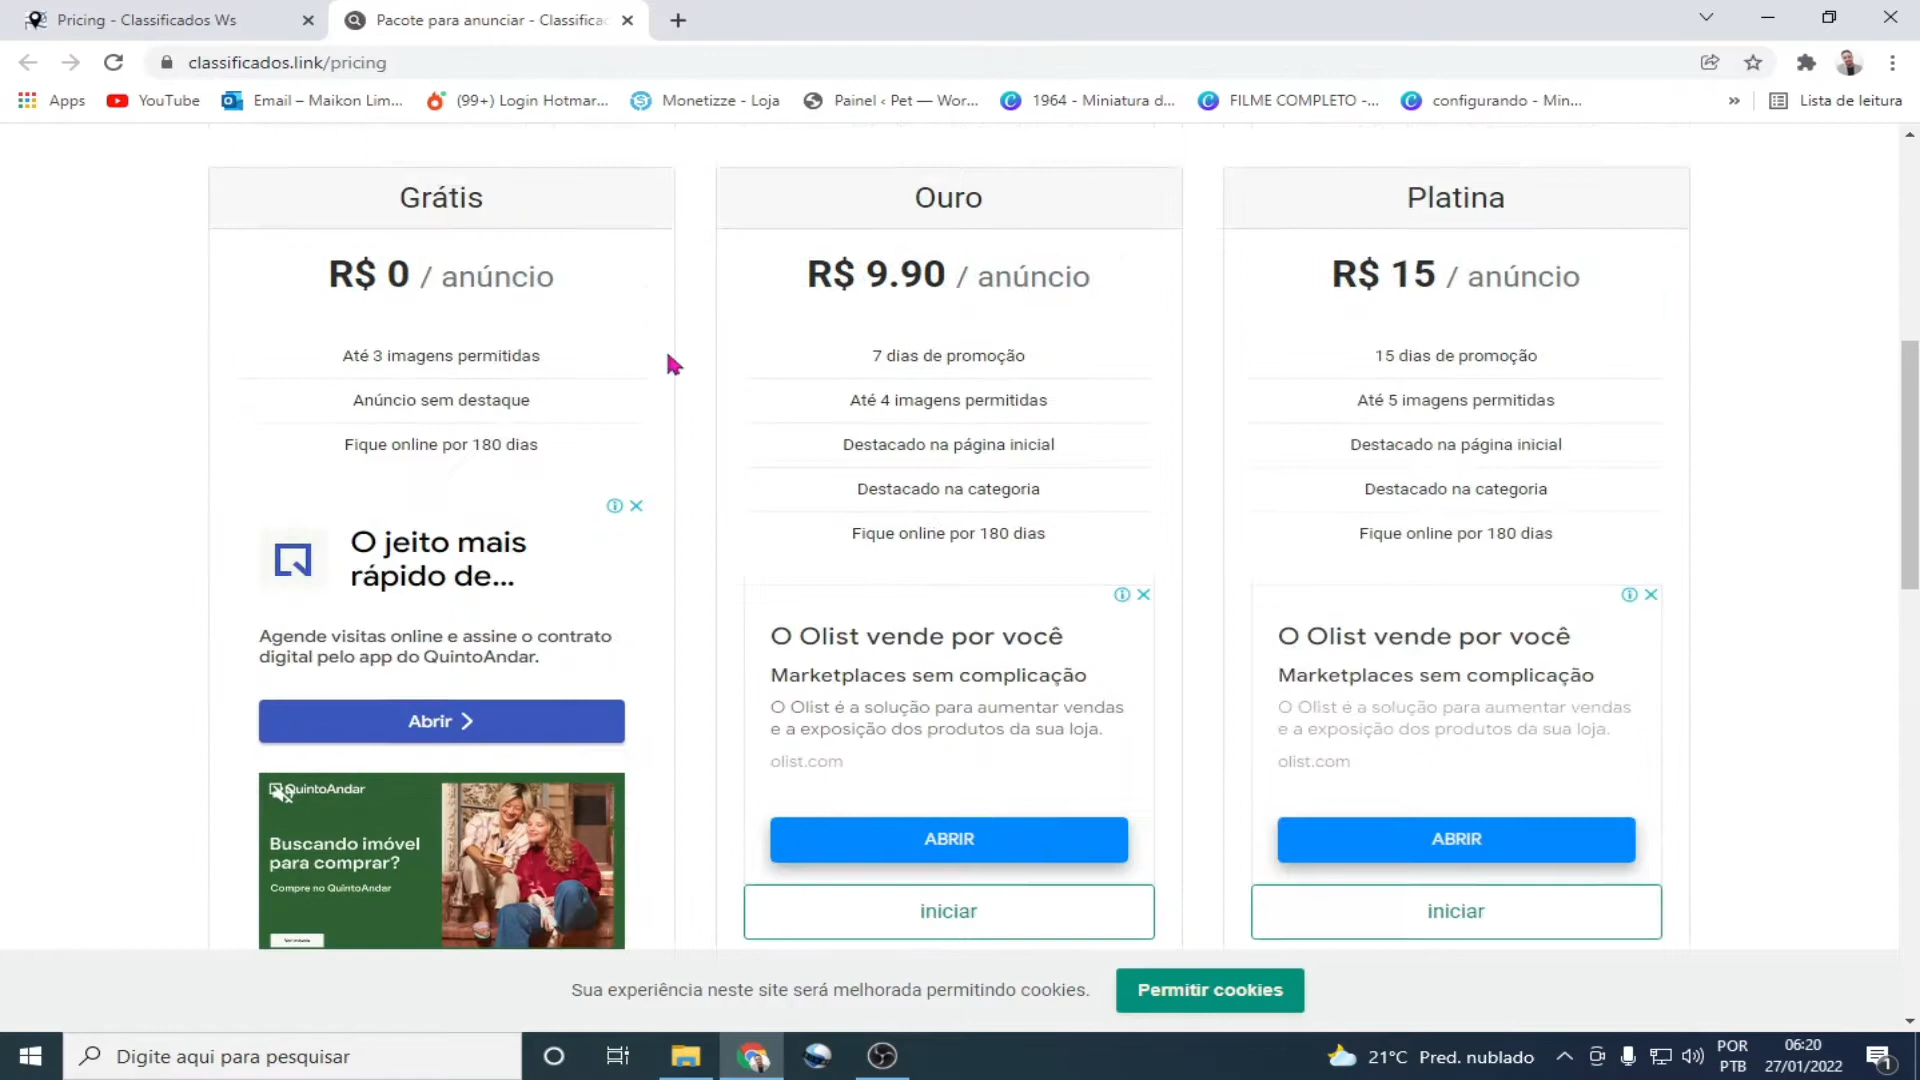 Pricing - Classificados Ws
Pacote para anunciar - Classifica
classificados.link/pricing
Apps
YouTube
Email – Maikon Lim...
(99+) Login Hotmar...
Monetizze - Loja
Painel ‹ Pet — Wor...
1964 - Miniatura d...
FILME COMPLETO -...
configurando - Min...
»
Lista de leitura
Grátis
Ouro
Platina
R$ 0 / anúncio
R$ 9.90 / anúncio
R$ 15 / anúncio
Até 3 imagens permitidas
7 dias de promoção
15 dias de promoção
Anúncio sem destaque
Até 4 imagens permitidas
Até 5 imagens permitidas
Fique online por 180 dias
Destacado na página inicial
Destacado na página inicial
Destacado na categoria
Destacado na categoria
Fique online por 180 dias
Fique online por 180 dias
O jeito mais
rápido de...
Agende visitas online e assine o contrato
digital pelo app do QuintoAndar.
Abrir
QuintoAndar
Buscando imóvel
para comprar?
Compre no QuintoAndar
O Olist vende por você
Marketplaces sem complicação
O Olist é a solução para aumentar vendas
e a exposição dos produtos da sua loja.
olist.com
ABRIR
iniciar
O Olist vende por você
Marketplaces sem complicação
O Olist é a solução para aumentar vendas
e a exposição dos produtos da sua loja.
olist.com
ABRIR
iniciar
Sua experiência neste site será melhorada permitindo cookies.
Permitir cookies
Digite aqui para pesquisar
21°C Pred. nublado
POR
PTB
06:20
27/01/2022
1